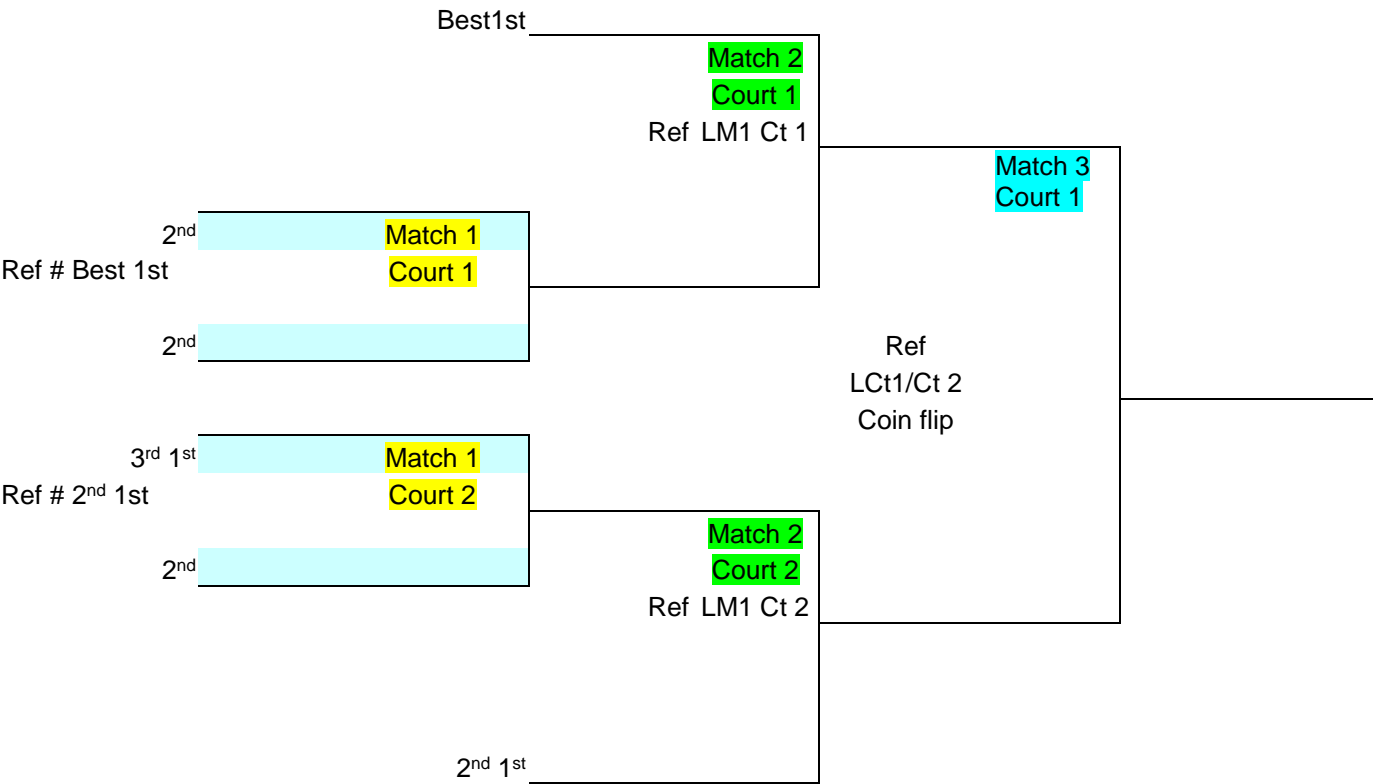 Best1st
Match 2
Court 1
Ref LM1 Ct 1
Match 3
Court 1
2nd
Match 1
Ref # Best 1st
Court 1
2nd
Ref
LCt1/Ct 2
Coin flip
3rd 1st
Match 1
Ref # 2nd 1st
Court 2
Match 2
2nd
Court 2
Ref LM1 Ct 2
2nd 1st